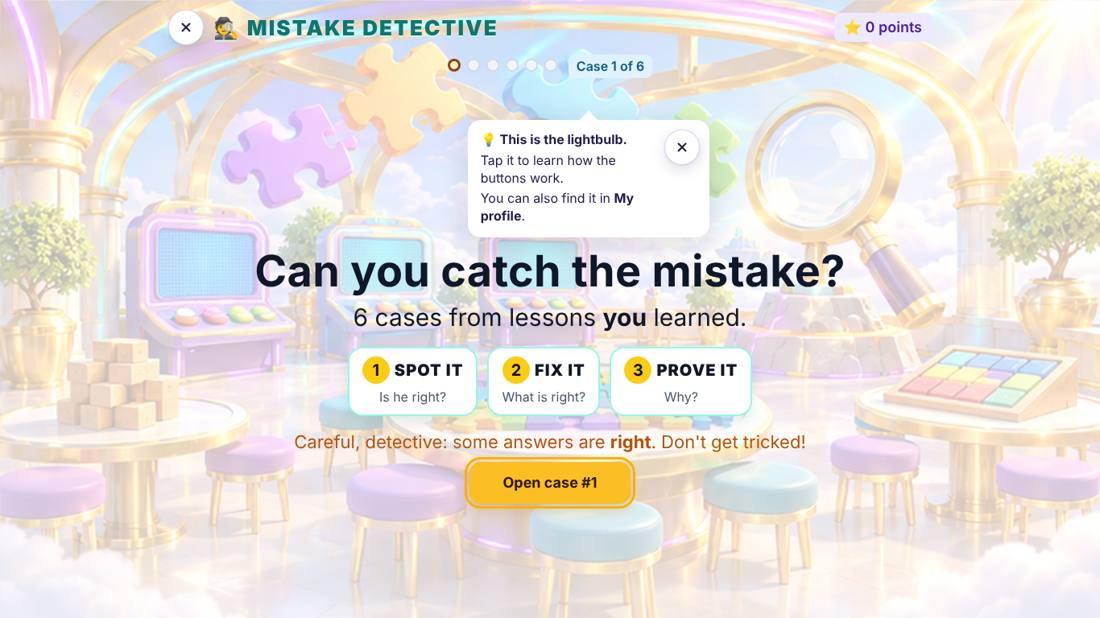 MISTAKE DETECTIVE
0 points
Case 1 of 6
This is the lightbulb.
Tap it to learn how the
buttons work.
You can also find it in My
profile.
Can you catch the mistake?
6 cases from lessons you learned.
1 SPOT IT
Is he right?
2 FIX IT
What is right?
3 PROVE IT
Why?
Careful, detective: some answers are right. Don't get tricked!
Open case #1